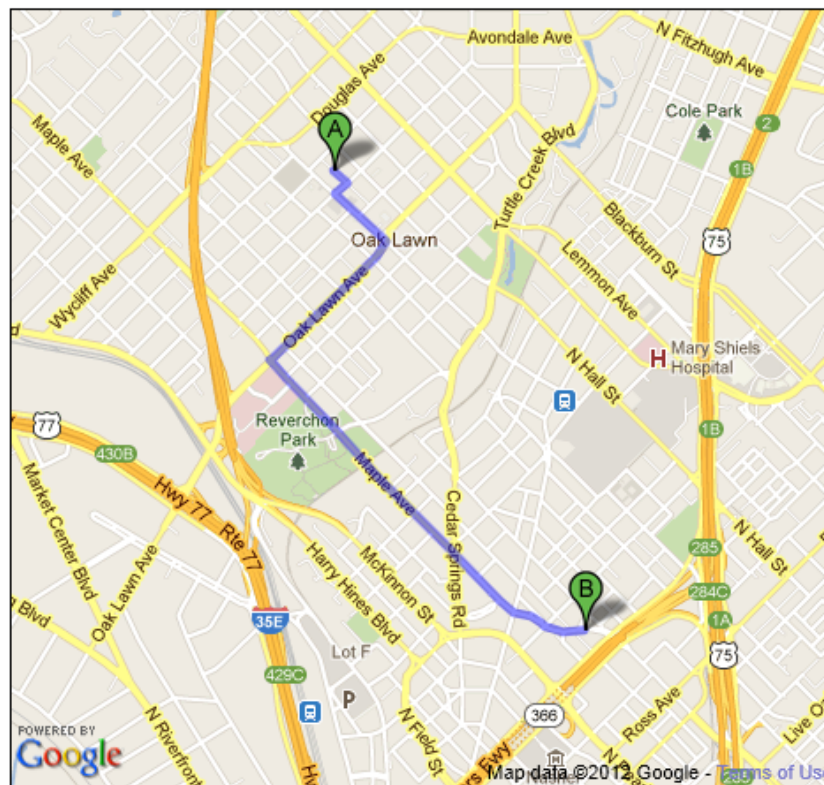 Avondale Ave
N Fitzhugh Ave
Douglas Ave
Cole Park
2
Maple Ave
A
1B
Turtle Creek Blvd
Blackburn St
75
Oak Lawn
Lemmon Ave
Wycliff Ave
Oak Lawn Ave
H
Mary Shiels
Hospital
N Hall St
77
Reverchon
Park
1B
430B
Hwy 77 Rte 77
Maple Ave
Cedar Springs Rd
Market Center Blvd
Oak Lawn Ave
McKinnon St
Harry Hines Blvd
N Hall St
285
284C
B
1A
35E
75
Lot F
429C
P
366
Ross Ave
Live
N Field St
N Riverfront
POWERED BY
Google
Map data ©2012 Google - Terms of Use